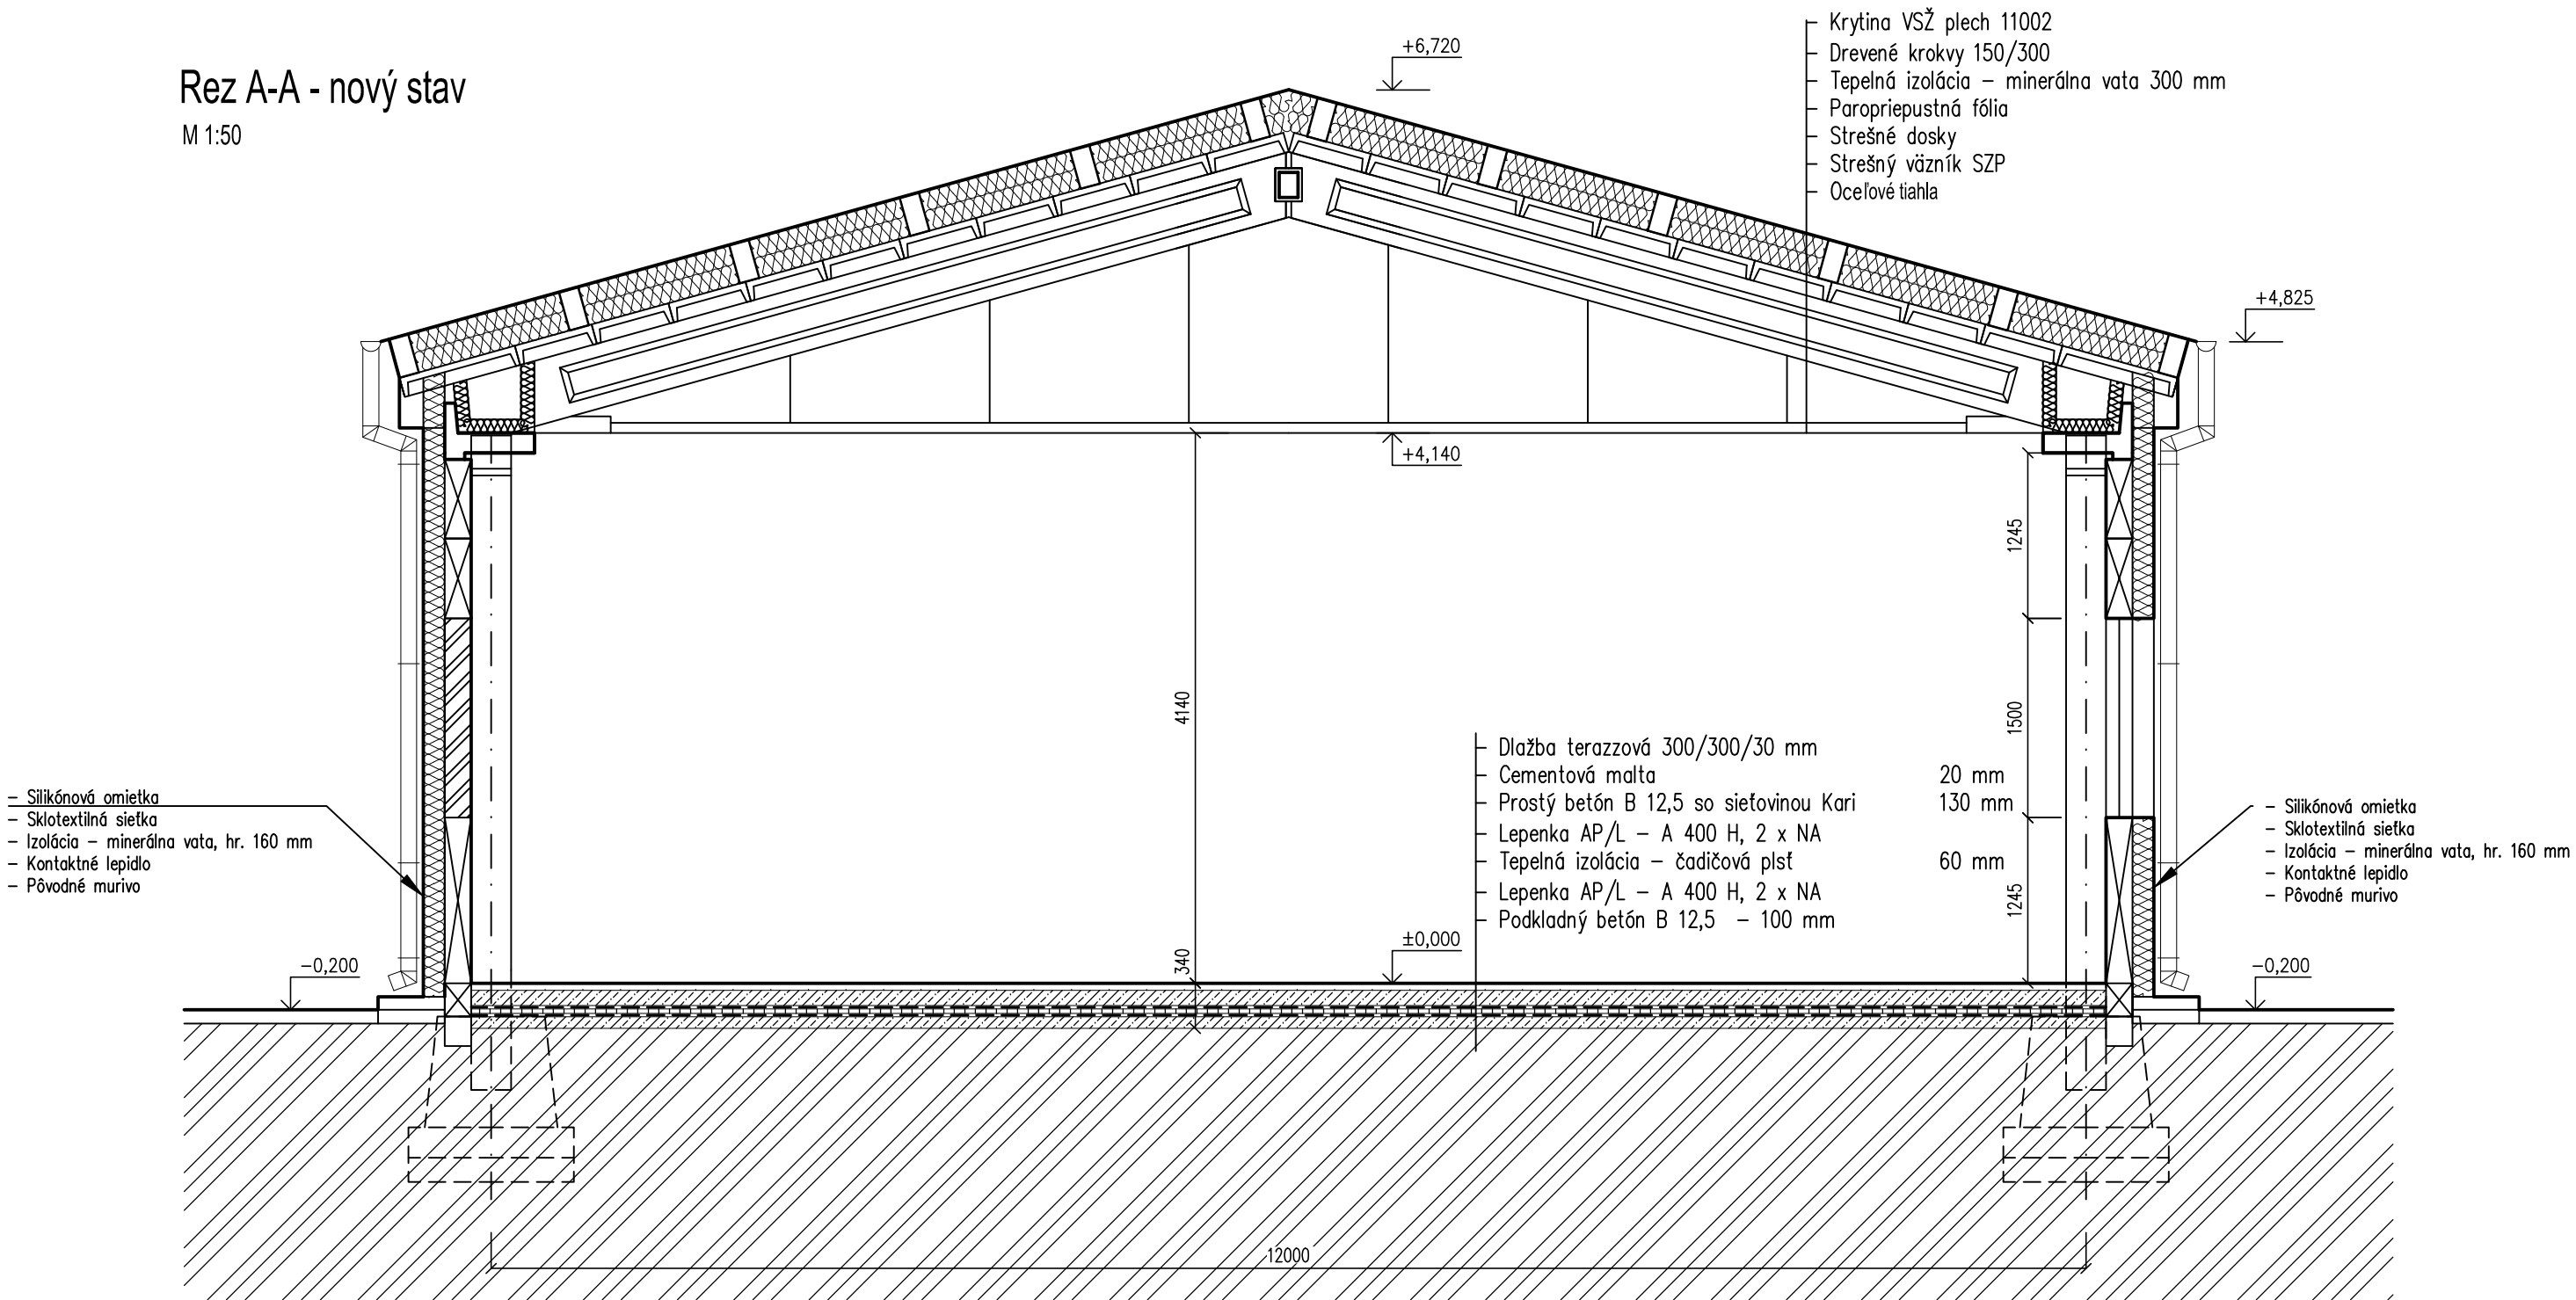 Rez A-A - nový stav
M 1:50
+6,720
Krytina VSŽ plech 11002
Drevené krokvy 150/300
Tepelná izolácia – minerálna vata 300 mm
Paropriepustná fólia
Strešné dosky
Strešný väzník SZP
Oceľové tiahla
+4,825
+4,140
1245
4140
1500
Dlažba terazzová 300/300/30 mm
Cementová malta 20 mm
Prostý betón B 12,5 so sieťovinou Kari 130 mm
Lepenka AP/L – A 400 H, 2 x NA
Tepelná izolácia – čadičová plsť 60 mm
Lepenka AP/L – A 400 H, 2 x NA
Podkladný betón B 12,5 – 100 mm
– Silikónová omietka
– Sklotextilná sieťka
– Izolácia – minerálna vata, hr. 160 mm
– Kontaktné lepidlo
– Pôvodné murivo
– Silikónová omietka
– Sklotextilná sieťka
– Izolácia – minerálna vata, hr. 160 mm
– Kontaktné lepidlo
– Pôvodné murivo
1245
±0,000
340
–0,200
–0,200
12000